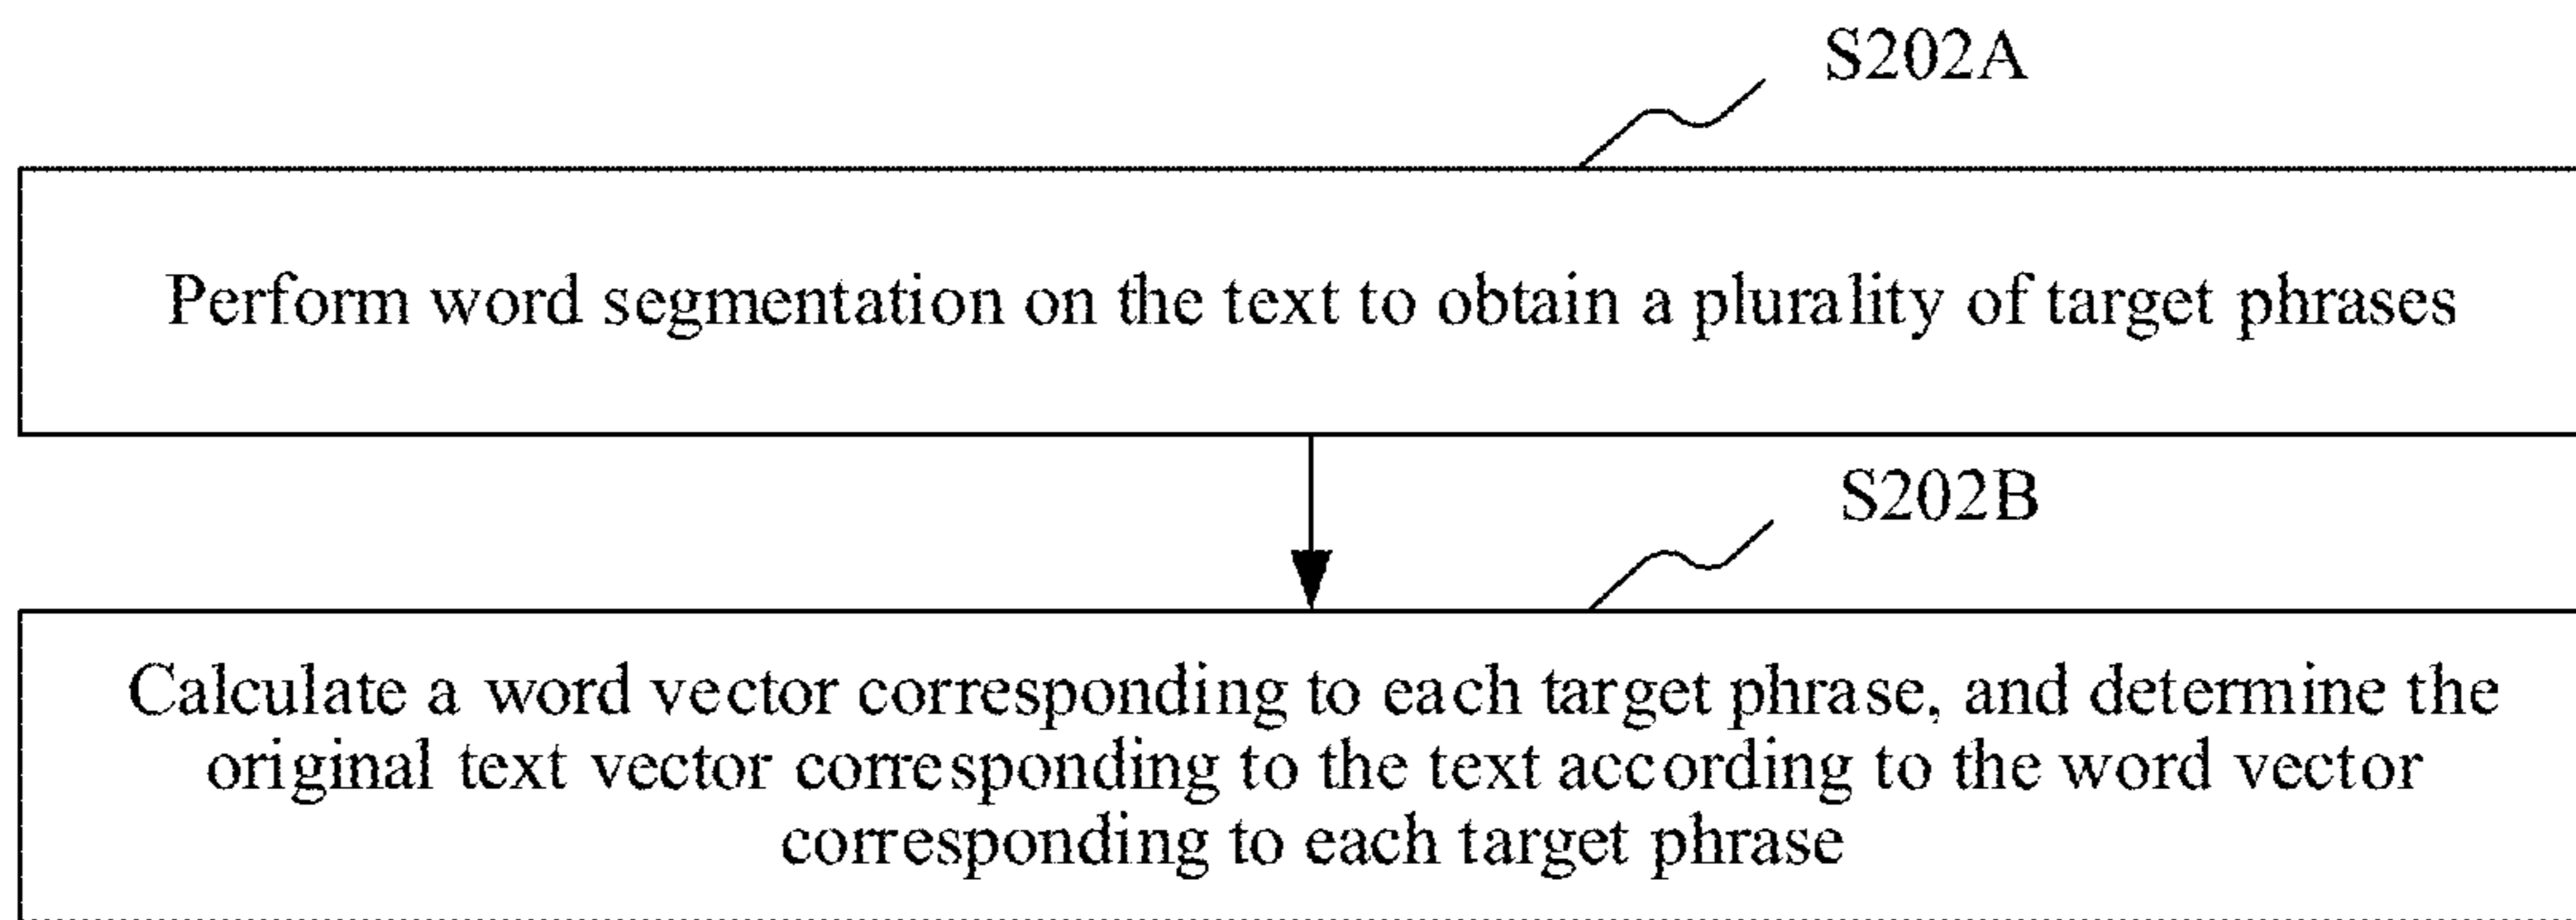 S202A
Perform word segmentation on the text to obtain a plurality of target phrases
S202B
Calculate a word vector corresponding to each target phrase, and determine the
original text vector corresponding to the text according to the word vector
corresponding to each target phrase